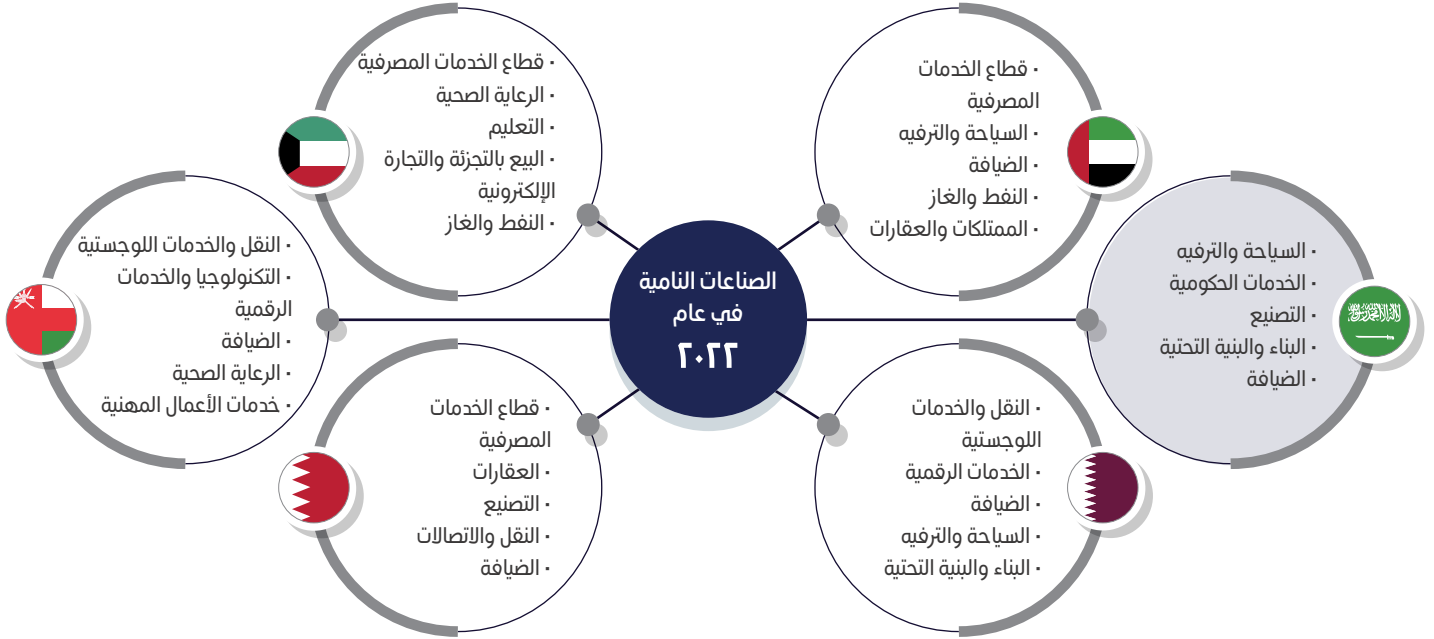 الصناعات النامية
في عام
٢٠٢٢
· قطاع الخدمات
المصرفية
· السياحة والترفيه
· الضيافة
· النفط والغاز
· الممتلكات والعقارات
· السياحة والترفيه
· الخدمات الحكومية
· التصنيع
· البناء والبنية التحتية
· الضيافة
· النقل والخدمات
اللوجستية
· الخدمات الرقمية
· الضيافة
· السياحة والترفيه
· البناء والبنية التحتية
· قطاع الخدمات المصرفية
· الرعاية الصحية
· التعليم
· البيع بالتجزئة والتجارة
الإلكترونية
· النفط والغاز
· النقل والخدمات اللوجستية
· التكنولوجيا والخدمات
الرقمية
· الضيافة
· الرعاية الصحية
· خدمات الأعمال المهنية
· قطاع الخدمات
المصرفية
· العقارات
· التصنيع
· النقل والاتصالات
· الضيافة